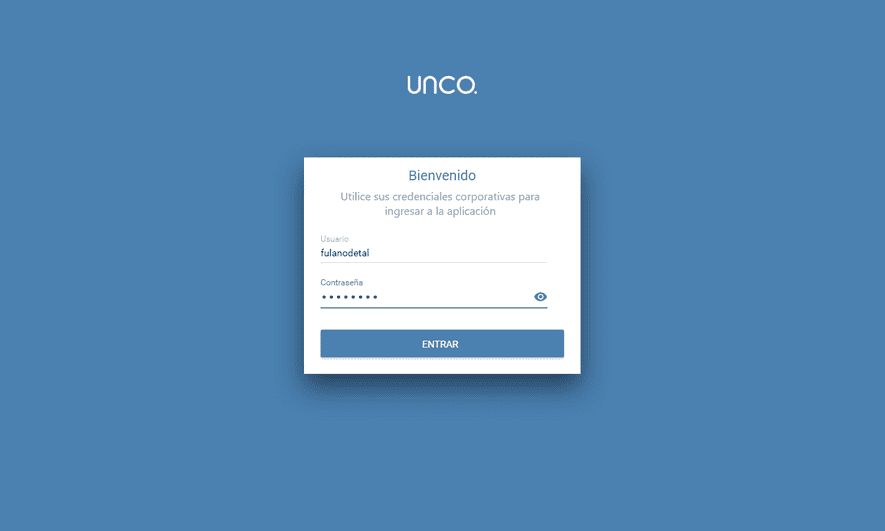 unco.
Bienvenido
Utilice sus credenciales corporativas para
ingresar a la aplicación
Usuario
fulanodetal
Contraseña
••••••••
ENTRAR